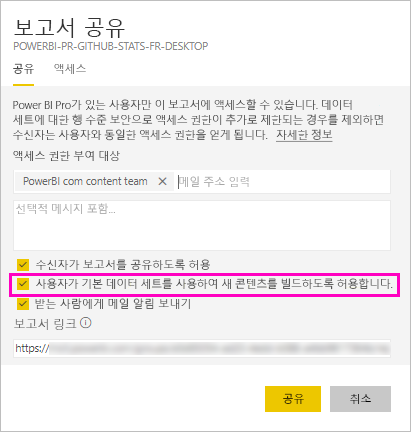 보고서 공유
POWERBI-PR-GITHUB-STATS-FR-DESKTOP
공유 액세스
Power BI Pro가 있는 사용자만 이 보고서에 액세스할 수 있습니다. 데이터
세트에 대한 행 수준 보안으로 액세스 권한이 추가로 제한되는 경우를 제외하면
수신자는 사용자와 동일한 액세스 권한을 얻게 됩니다. 자세한 정보
액세스 권한 부여 대상
PowerBI com content team × 메일 주소 입력
선택적 메시지 포함...
수신자가 보고서를 공유하도록 허용
사용자가 기본 데이터 세트를 사용하여 새 콘텐츠를 빌드하도록 허용합니다.
받는 사람에게 메일 알림 보내기
보고서 링크
https://
공유 취소